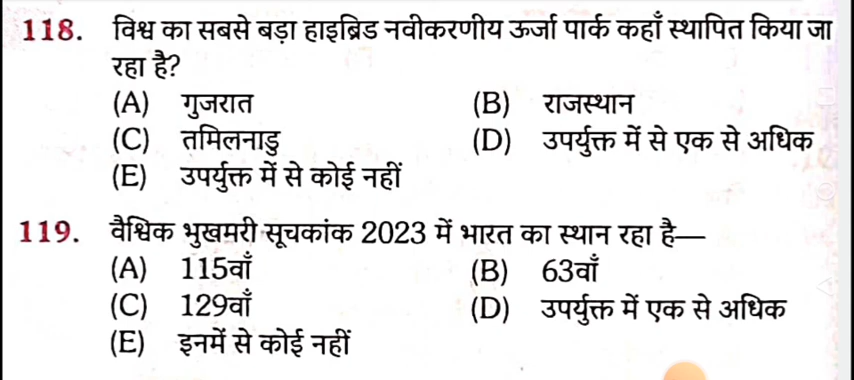 118. विश्व का सबसे बड़ा हाइब्रिड नवीकरणीय ऊर्जा पार्क कहाँ स्थापित किया जा
रहा है?
(A) गुजरात (B) राजस्थान
(C) तमिलनाडु (D) उपर्युक्त में से एक से अधिक
(E) उपर्युक्त में से कोई नहीं
119. वैश्विक भुखमरी सूचकांक 2023 में भारत का स्थान रहा है—
(A) 115वाँ (B) 63वाँ
(C) 129वाँ (D) उपर्युक्त में एक से अधिक
(E) इनमें से कोई नहीं